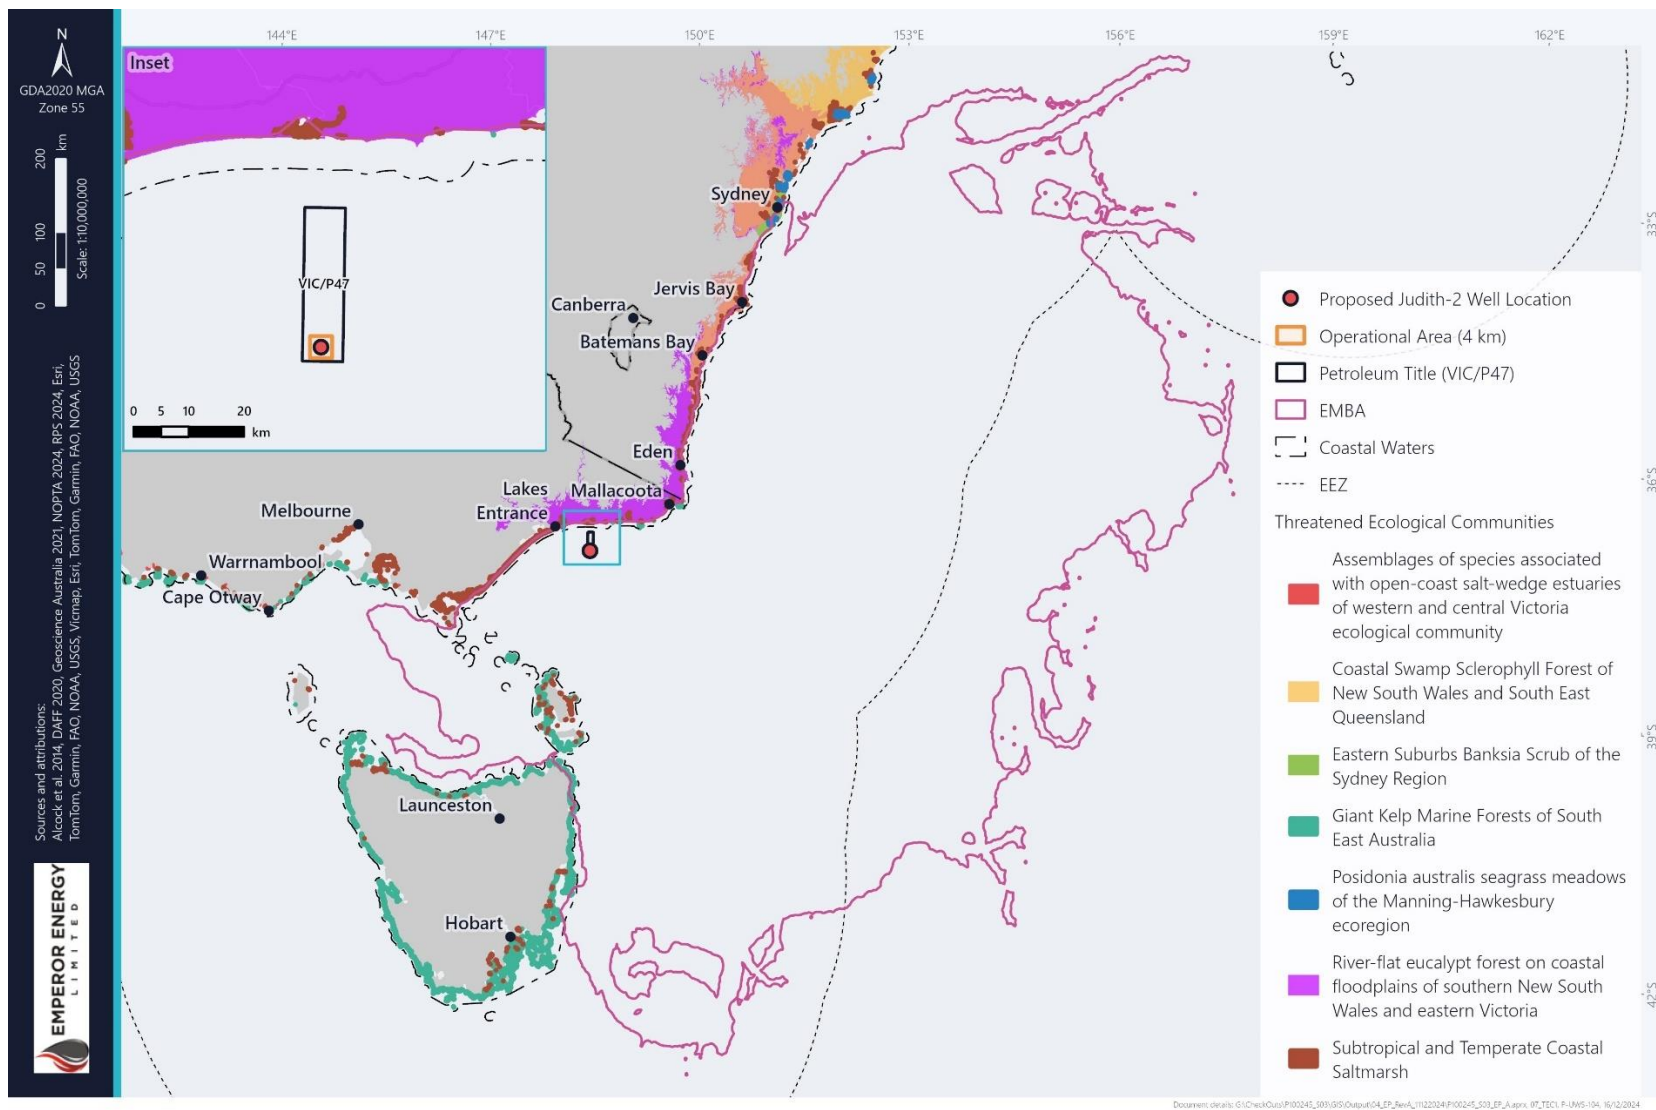 N
GDA2020 MGA
Zone 55
200
100
50
0
km
Scale: 1:10,000,000
Sources and attributions:
Alcock et al. 2014, DAFF 2020, Geoscience Australia 2021, NOPTA 2024, RPS 2024, Esri,
TomTom, Garmin, FAO, NOAA, USGS, Vicmap, Esri, TomTom, Garmin, FAO, NOAA, USGS
EMPEROR ENERGY
LIMITED
144°E
147°E
150°E
153°E
156°E
159°E
162°E
33°S
36°S
39°S
42°S
Inset
VIC/P47
0 5 10 20
km
Sydney
Jervis Bay
Canberra
Batemans Bay
Eden
Mallacoota
Lakes
Entrance
Melbourne
Warrnambool
Cape Otway
Launceston
Hobart
Proposed Judith-2 Well Location
Operational Area (4 km)
Petroleum Title (VIC/P47)
EMBA
Coastal Waters
EEZ
Threatened Ecological Communities
Assemblages of species associated
with open-coast salt-wedge estuaries
of western and central Victoria
ecological community
Coastal Swamp Sclerophyll Forest of
New South Wales and South East
Queensland
Eastern Suburbs Banksia Scrub of the
Sydney Region
Giant Kelp Marine Forests of South
East Australia
Posidonia australis seagrass meadows
of the Manning-Hawkesbury
ecoregion
River-flat eucalypt forest on coastal
floodplains of southern New South
Wales and eastern Victoria
Subtropical and Temperate Coastal
Saltmarsh